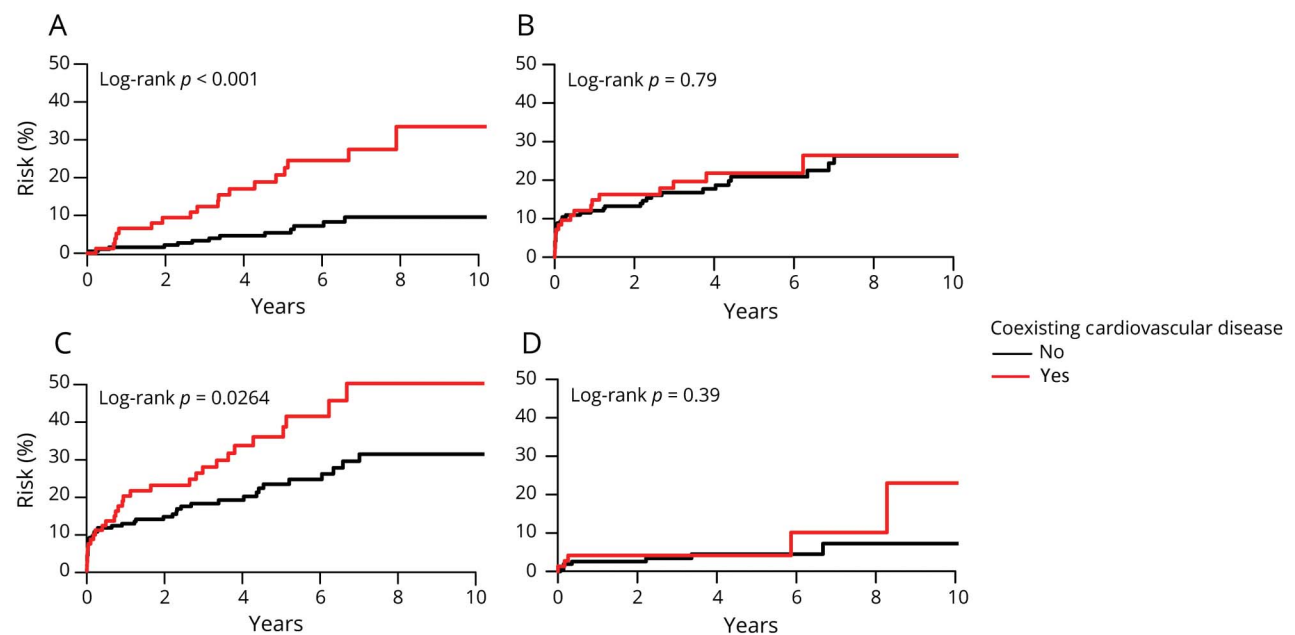 A
Log-rank p < 0.001
Risk (%)
50
40
30
20
10
0
0 2 4 6 8 10
Years
B
Log-rank p = 0.79
50
40
30
20
10
0
0 2 4 6 8 10
Years
C
Log-rank p = 0.0264
Risk (%)
50
40
30
20
10
0
0 2 4 6 8 10
Years
D
Log-rank p = 0.39
50
40
30
20
10
0
0 2 4 6 8 10
Years
Coexisting cardiovascular disease
No
Yes